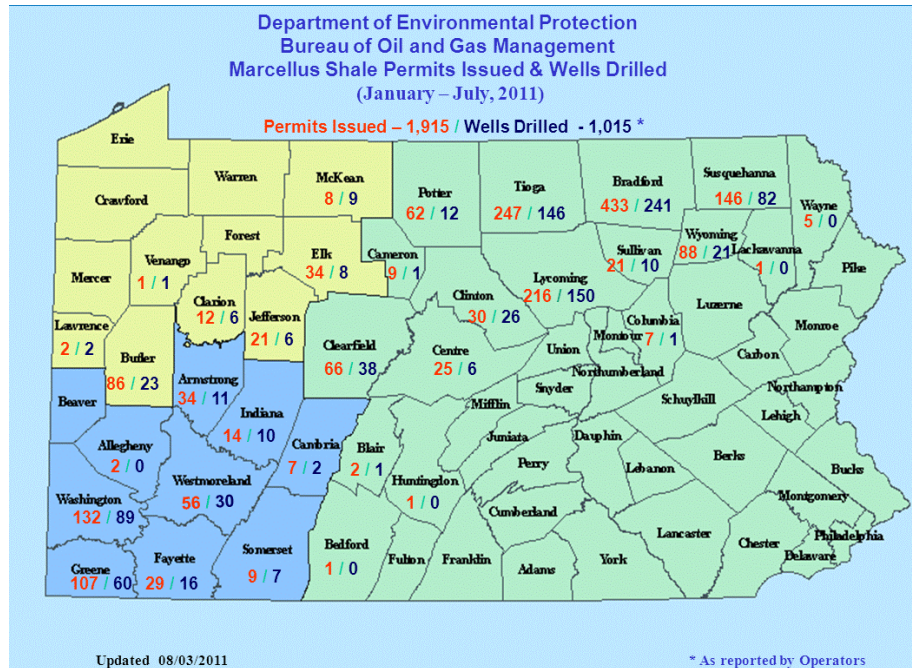 Department of Environmental Protection
Bureau of Oil and Gas Management
Marcellus Shale Permits Issued & Wells Drilled
(January – July, 2011)
Permits Issued – 1,915 / Wells Drilled - 1,015 *
Erie
Crawford
Warren
McKean
8 / 9
Potter
62 / 12
Tioga
247 / 146
Bradford
433 / 241
Susquehanna
146 / 82
Wayne
5 / 0
Mercer
Venango
1 / 1
Forest
Elk
34 / 8
Cameron
9 / 1
Clinton
30 / 26
Lycoming
216 / 150
Sullivan
21 / 10
Wyoming
88 / 21
Lackawanna
1 / 0
Pike
Lawrence
2 / 2
Butler
86 / 23
Clarion
12 / 6
Jefferson
21 / 6
Clearfield
66 / 38
Centre
25 / 6
Union
Montour
Columbia
7 / 1
Luzerne
Monroe
Carbon
Northumberland
Snyder
Mifflin
Juniata
Schuylkill
Northampton
Lehigh
Beaver
Armstrong
34 / 11
Indiana
14 / 10
Cambria
7 / 2
Blair
2 / 1
Huntingdon
1 / 0
Perry
Dauphin
Lebanon
Berks
Bucks
Montgomery
Allegheny
2 / 0
Westmoreland
56 / 30
Washington
132 / 89
Greene
107 / 60
Fayette
29 / 16
Somerset
9 / 7
Bedford
1 / 0
Fulton
Franklin
Cumberland
Adams
York
Lancaster
Chester
Delaware
Philadelphia
Updated 08/03/2011
* As reported by Operators